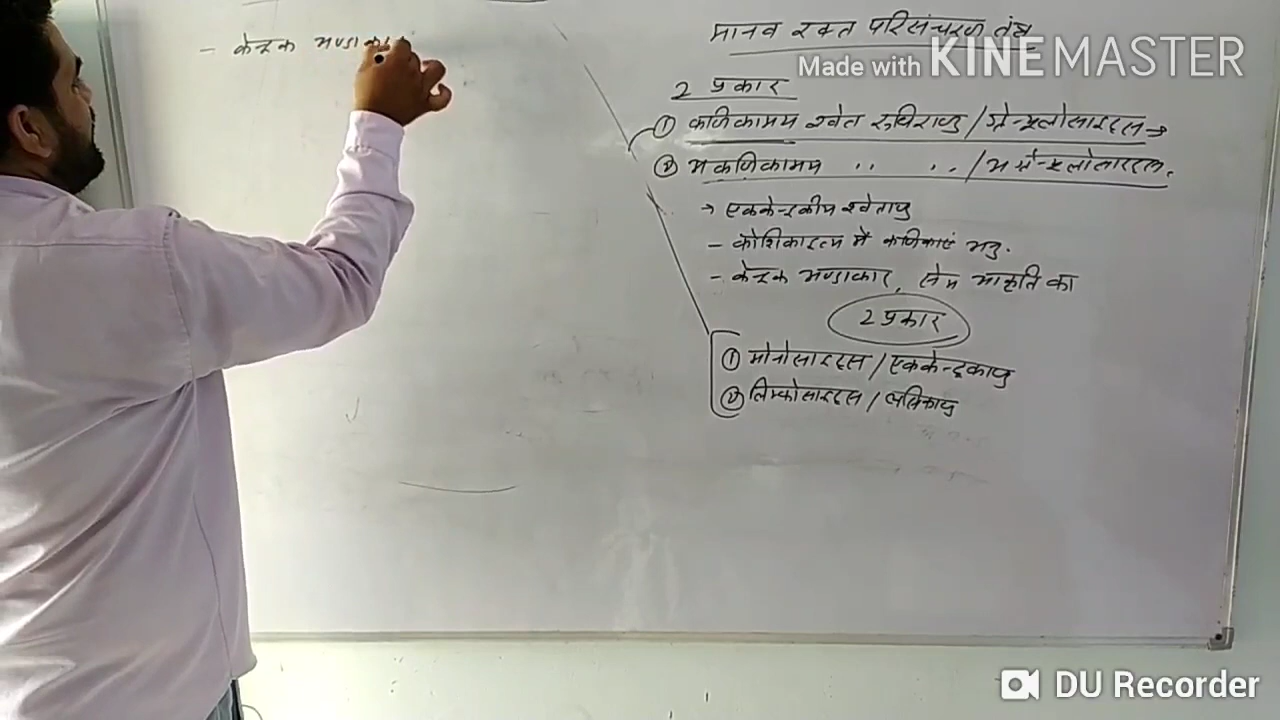 - केन्द्रक अण्डाकार
मानव रक्त परिसंचरण तंत्र
Made with KINEMASTER
2 प्रकार
① कणिकामय श्वेत रुधिराणु / ग्रेन्यूलोसाइट्स →
② अकणिकामय ,, ,, / अग्रेन्यूलोसाइट्स.
→ एककेन्द्रकीय श्वेताणु
- कोशिकाद्रव्य में कणिकाएं अनु.
- केन्द्रक अण्डाकार, सेम आकृति का
2 प्रकार
① मोनोसाइट्स / एककेन्द्रकाणु
② लिम्फोसाइट्स / लसिकाणु
DU Recorder